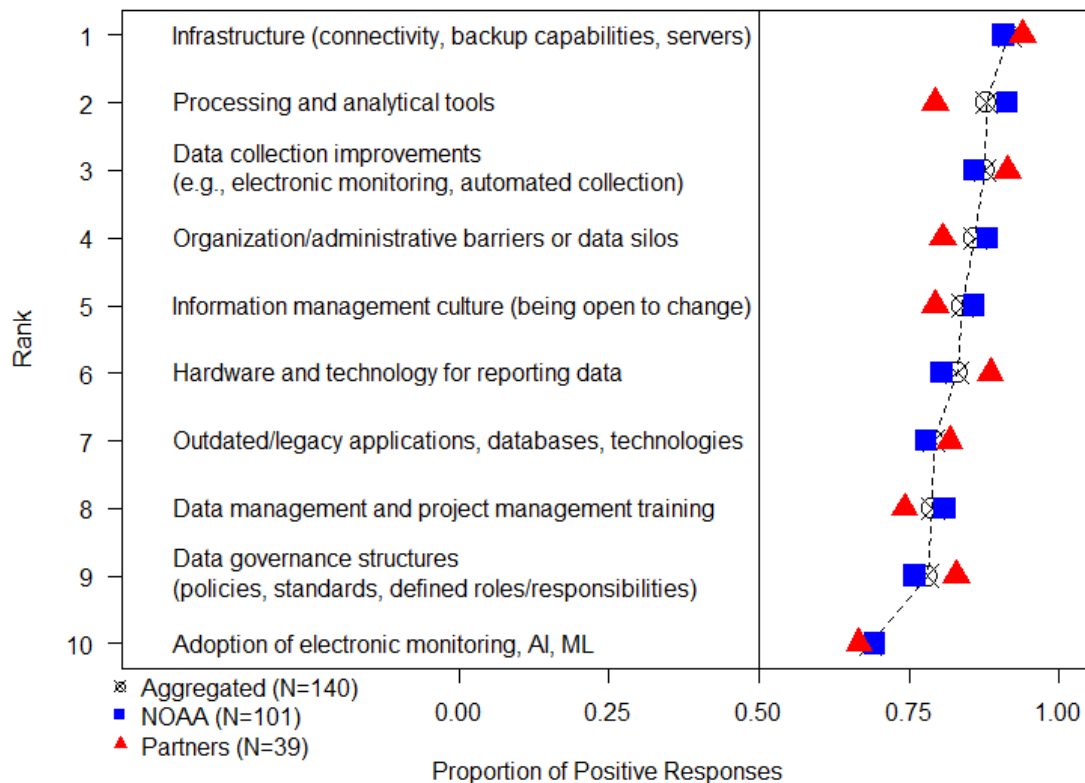 1 Infrastructure (connectivity, backup capabilities, servers)
2 Processing and analytical tools
Data collection improvements
3 (e.g., electronic monitoring, automated collection)
4 Organization/administrative barriers or data silos
5 Information management culture (being open to change)
Rank
6 Hardware and technology for reporting data
7 Outdated/legacy applications, databases, technologies
8 Data management and project management training
Data governance structures
9 (policies, standards, defined roles/responsibilities)
10 Adoption of electronic monitoring, AI, ML
Aggregated (N=140)
NOAA (N=101)
Partners (N=39)
0.00 0.25 0.50 0.75 1.00
Proportion of Positive Responses